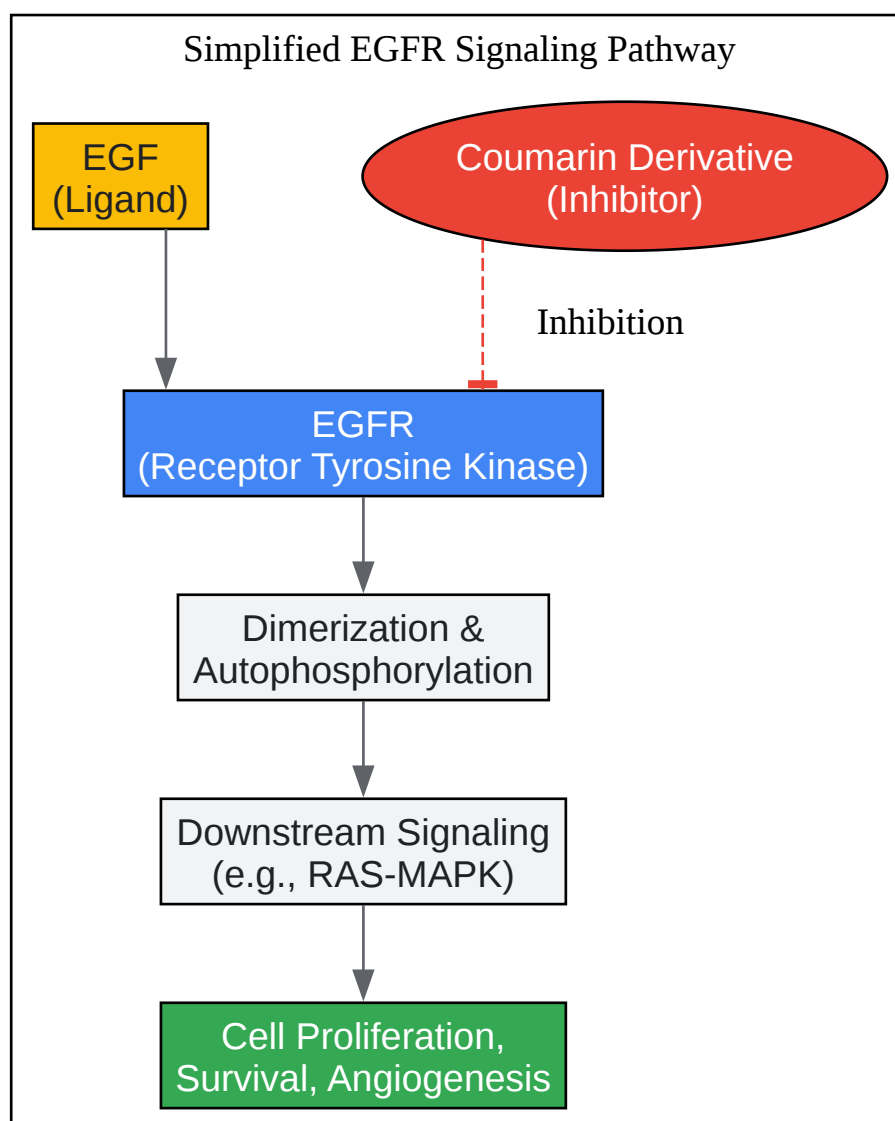 Simplified EGFR Signaling Pathway
EGF
(Ligand)
Coumarin Derivative
(Inhibitor)
Inhibition
EGFR
(Receptor Tyrosine Kinase)
Dimerization &
Autophosphorylation
Downstream Signaling
(e.g., RAS-MAPK)
Cell Proliferation,
Survival, Angiogenesis